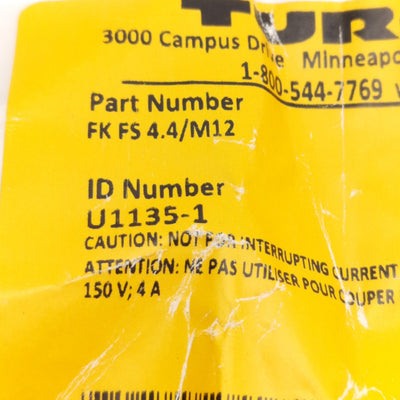 TUR
3000 Campus Drive Minneapo
1-800-544-7769
Part Number
FK FS 4.4/M12
ID Number
U1135-1
CAUTION: NOT FOR INTERRUPTING CURRENT
ATTENTION: NE PAS UTILISER POUR COUPER
150 V; 4 A